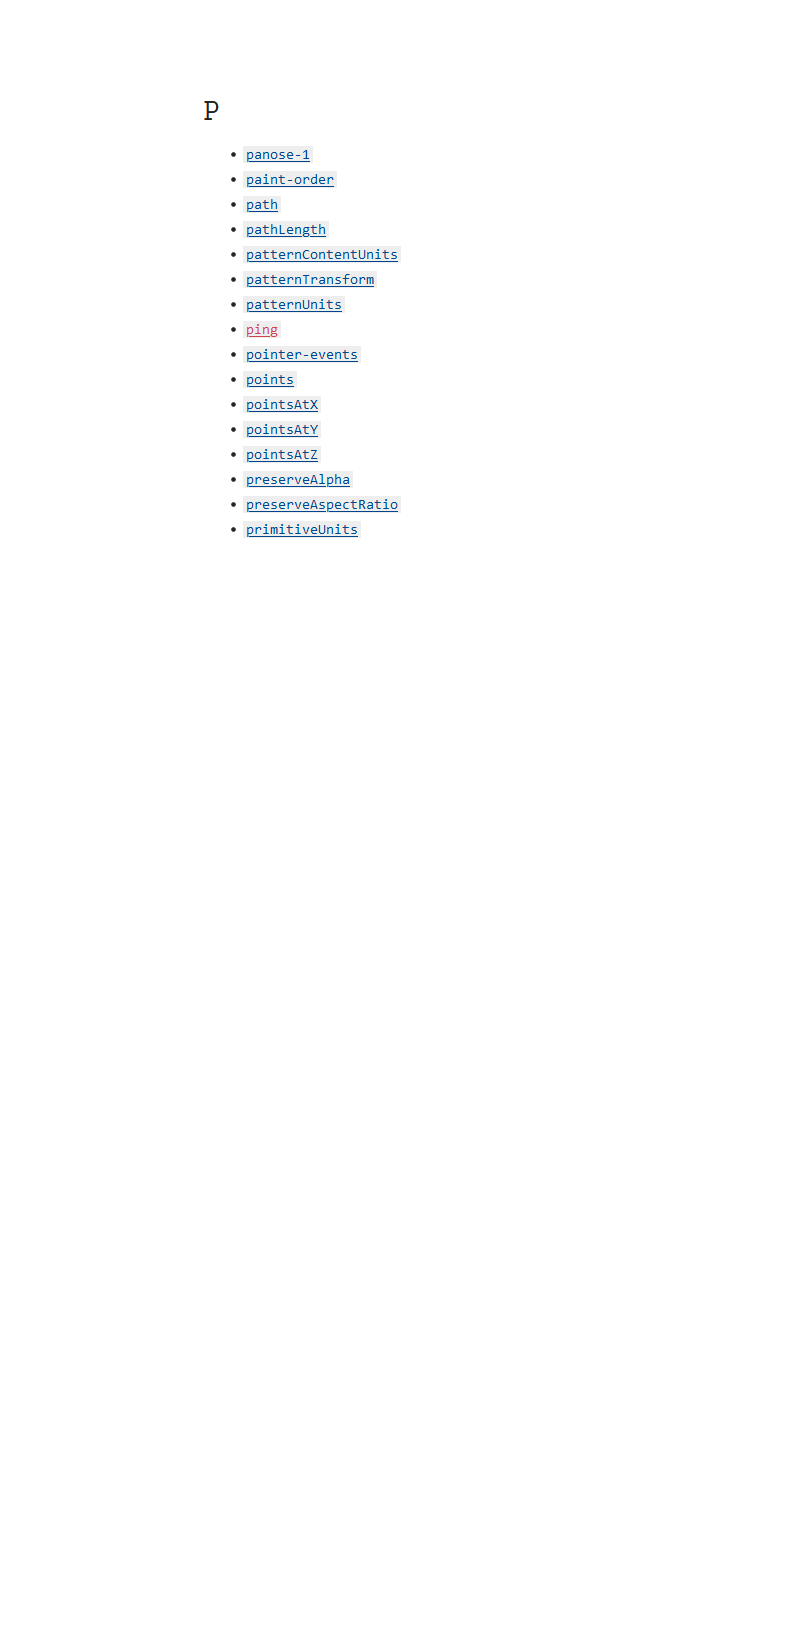 P
panose-1
paint-order
path
pathLength
patternContentUnits
patternTransform
patternUnits
ping
pointer-events
points
pointsAtX
pointsAtY
pointsAtZ
preserveAlpha
preserveAspectRatio
primitiveUnits